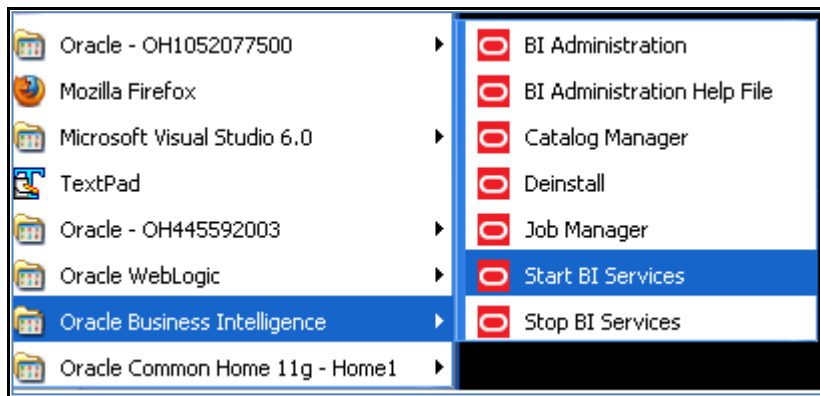 Oracle - OH1052077500
Mozilla Firefox
Microsoft Visual Studio 6.0
TextPad
Oracle - OH445592003
Oracle WebLogic
Oracle Business Intelligence
Oracle Common Home 11g - Home1
BI Administration
BI Administration Help File
Catalog Manager
Deinstall
Job Manager
Start BI Services
Stop BI Services